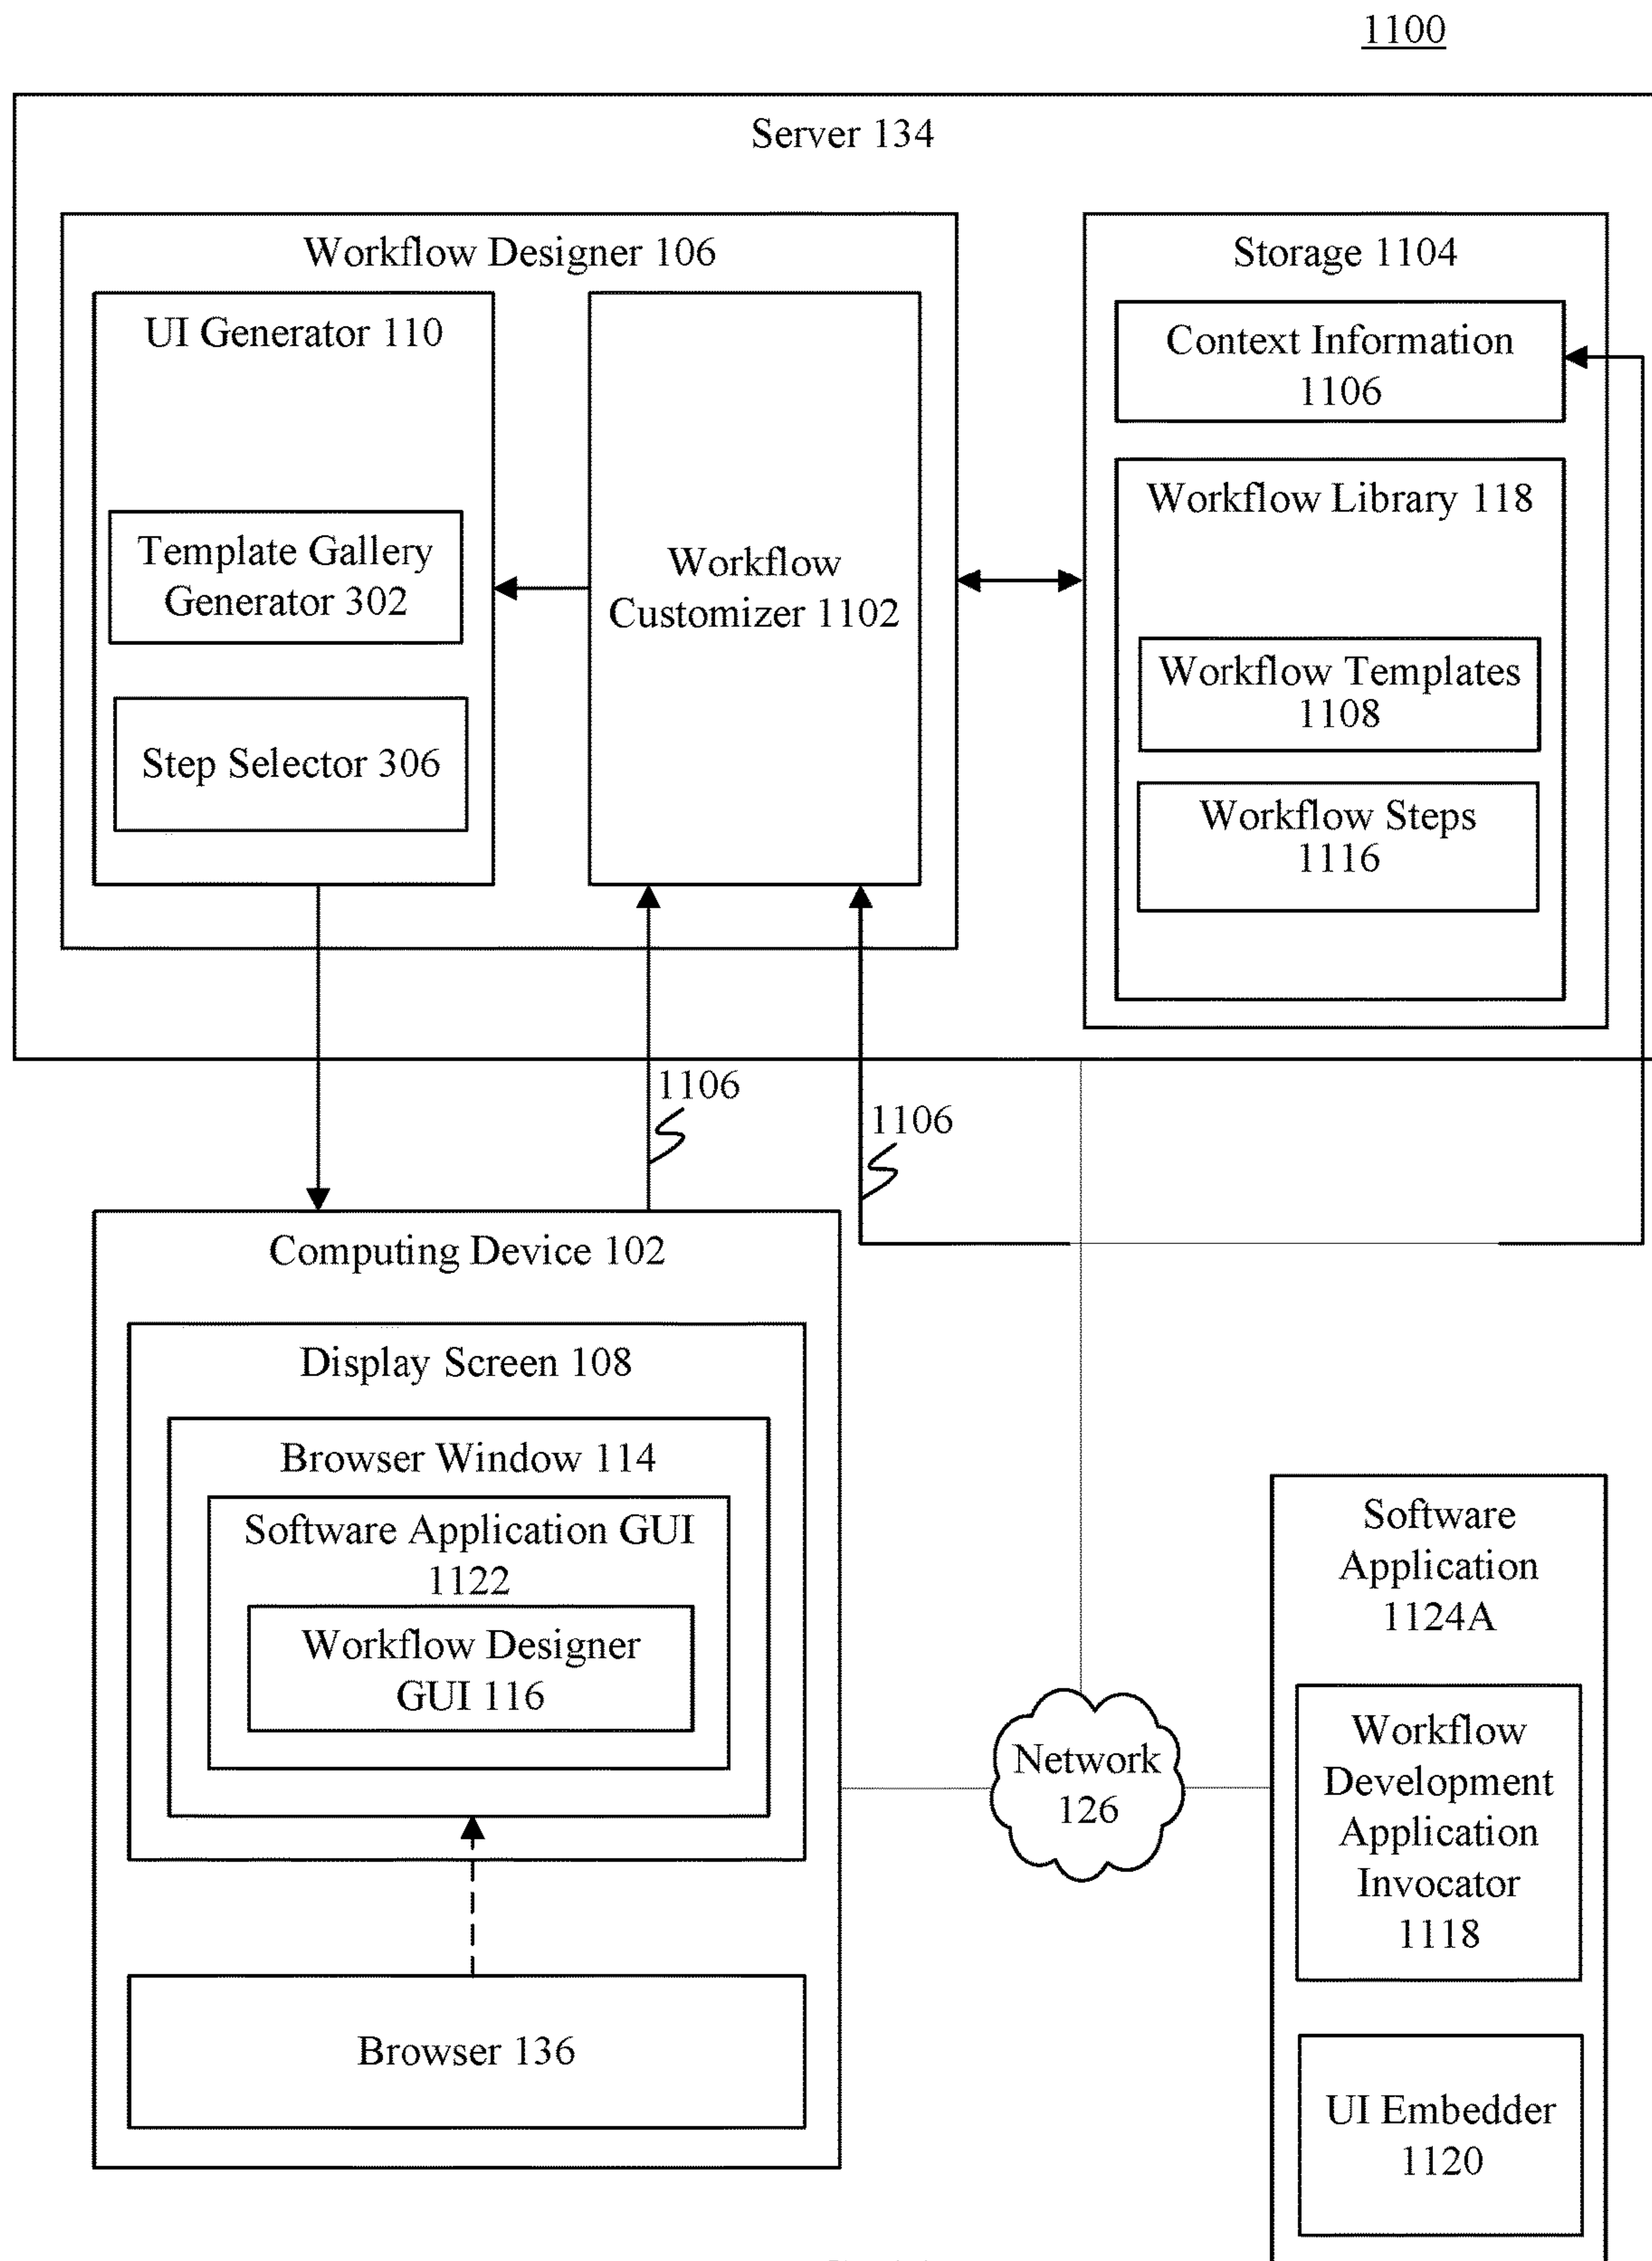 1100
Server 134
Workflow Designer 106
UI Generator 110
Template Gallery
Generator 302
Step Selector 306
Workflow
Customizer 1102
Storage 1104
Context Information
1106
Workflow Library 118
Workflow Templates
1108
Workflow Steps
1116
1106
1106
Computing Device 102
Display Screen 108
Browser Window 114
Software Application GUI
1122
Workflow Designer
GUI 116
Browser 136
Network
126
Software
Application
1124A
Workflow
Development
Application
Invocator
1118
UI Embedder
1120